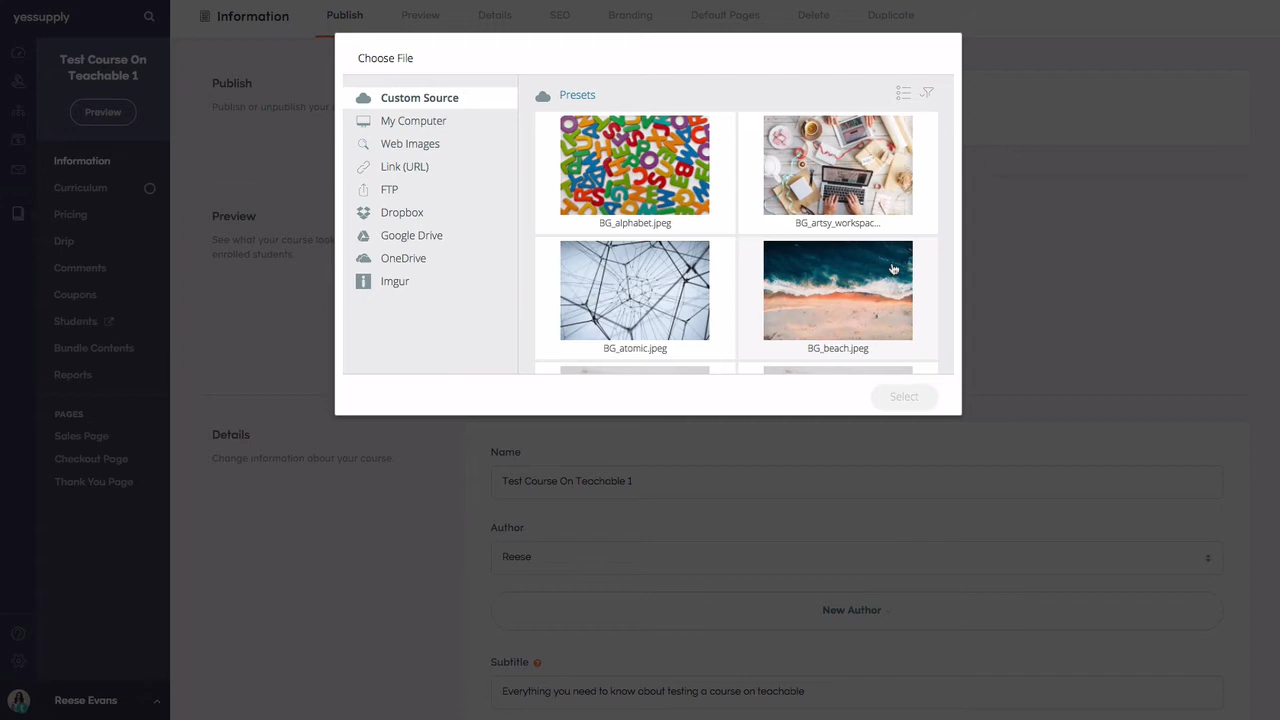 yessupply
Information
Publish
Preview
Details
SEO
Branding
Default Pages
Delete
Duplicate
Test Course On
Teachable 1
Preview
Information
Curriculum
Pricing
Drip
Comments
Coupons
Students
Bundle Contents
Reports
PAGES
Sales Page
Checkout Page
Thank You Page
Reese Evans
Publish
Publish or unpublish your
Preview
See what your course look
enrolled students.
Details
Change information about your course.
Choose File
Custom Source
My Computer
Web Images
Link (URL)
FTP
Dropbox
Google Drive
OneDrive
Imgur
Presets
BG_alphabet.jpeg
BG_artsy_workspac...
BG_atomic.jpeg
BG_beach.jpeg
Select
Name
Test Course On Teachable 1
Author
Reese
New Author
Subtitle
Everything you need to know about testing a course on teachable